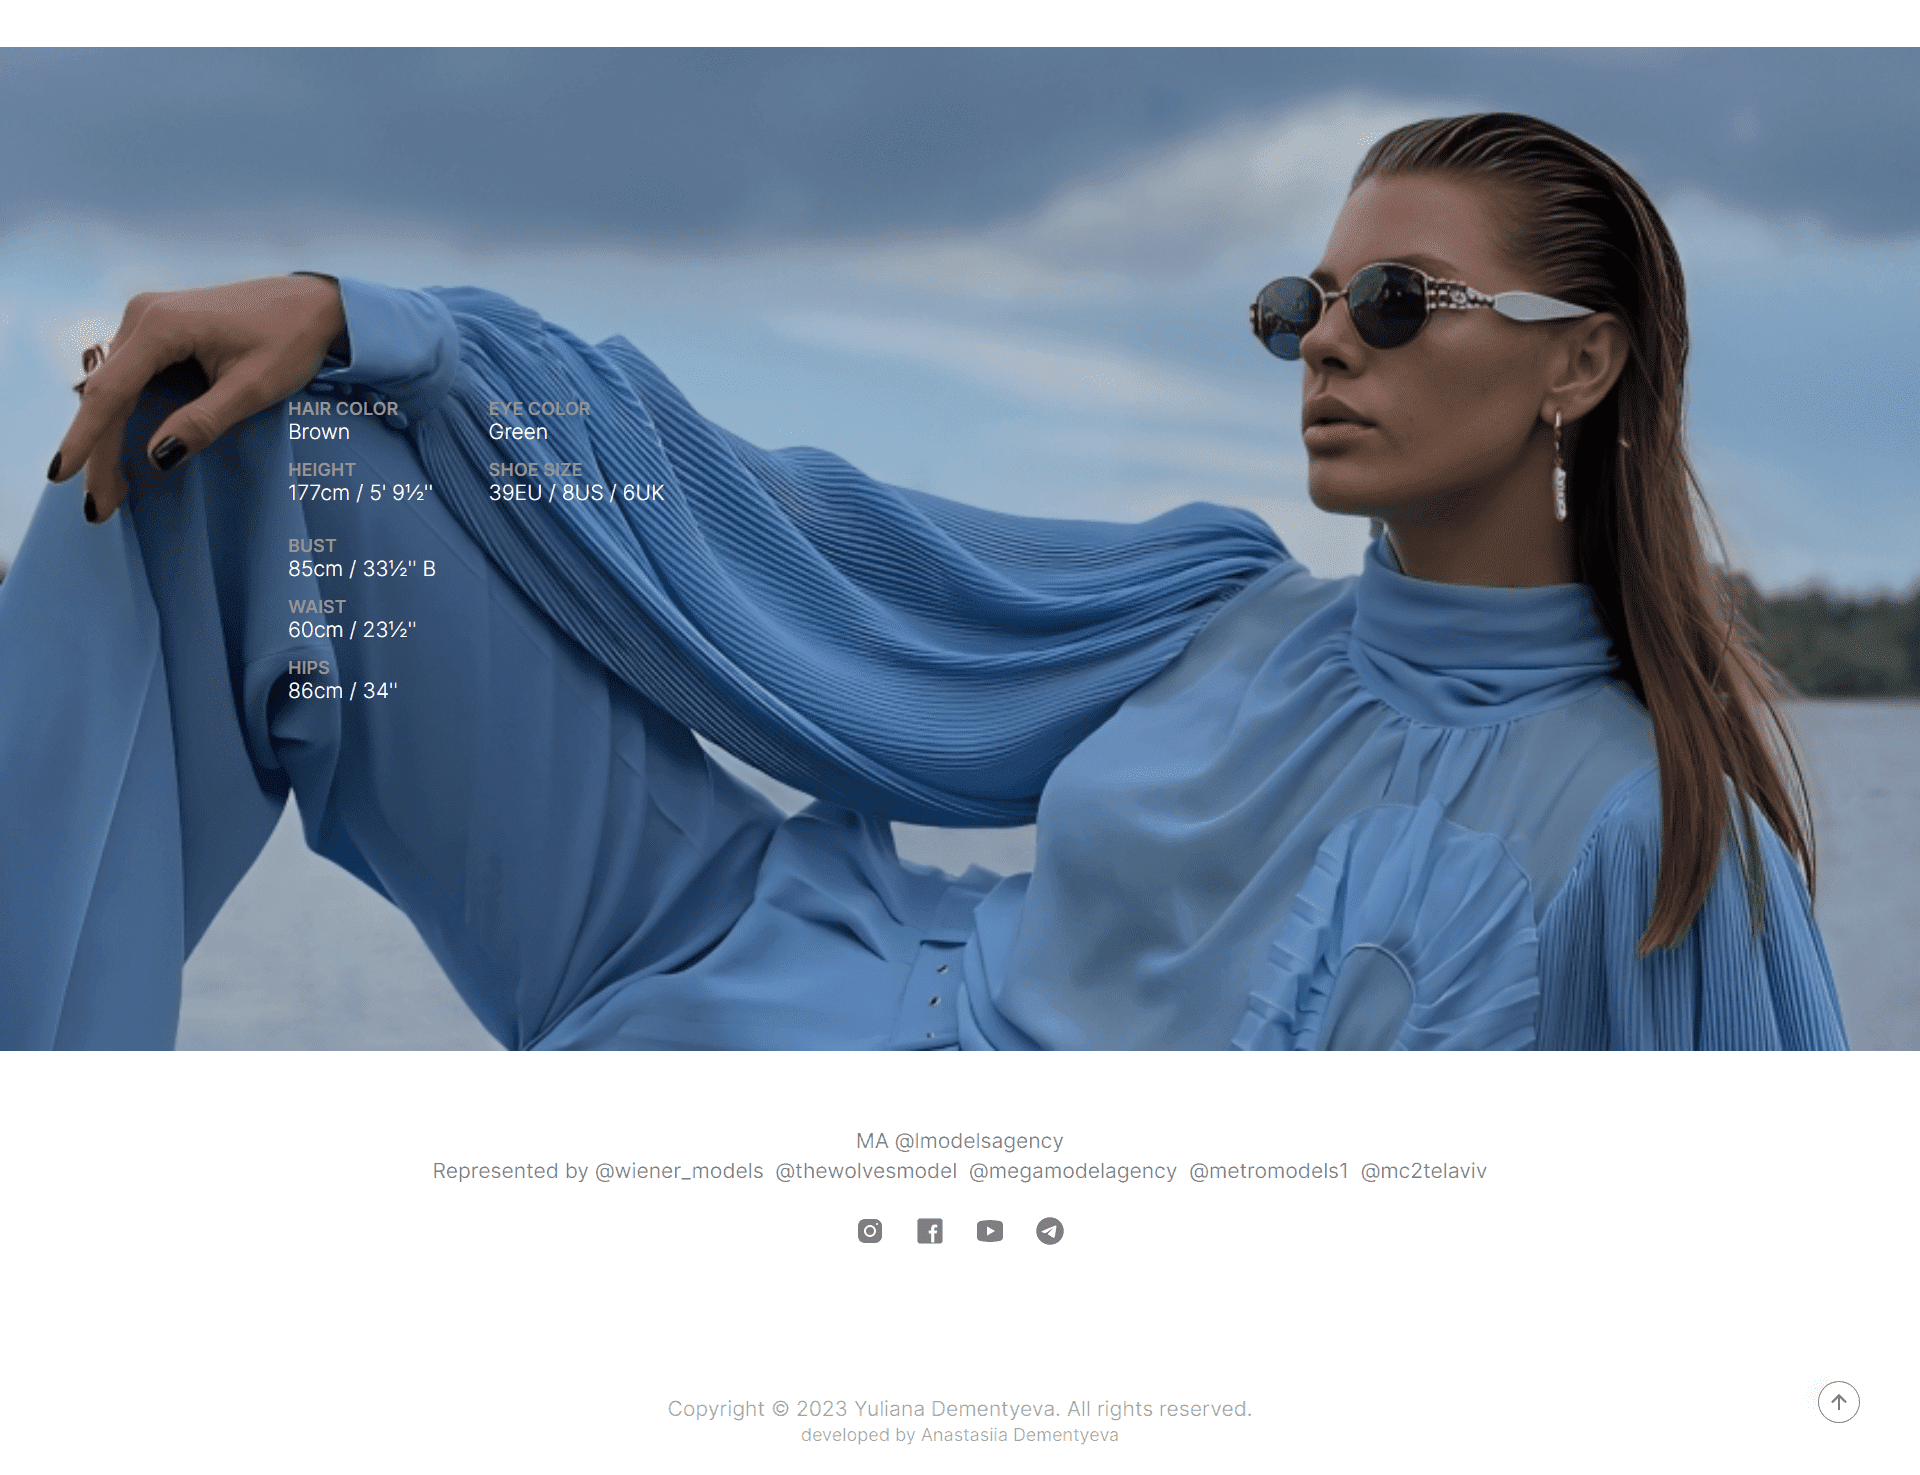 HAIR COLOR
Brown
EYE COLOR
Green
HEIGHT
177cm / 5' 9½''
SHOE SIZE
39EU / 8US / 6UK
BUST
85cm / 33½'' B
WAIST
60cm / 23½''
HIPS
86cm / 34''
MA @lmodelsagency
Represented by @wiener_models @thewolvesmodel @megamodelagency @metromodels1 @mc2telaviv
Copyright © 2023 Yuliana Dementyeva. All rights reserved.
developed by Anastasiia Dementyeva